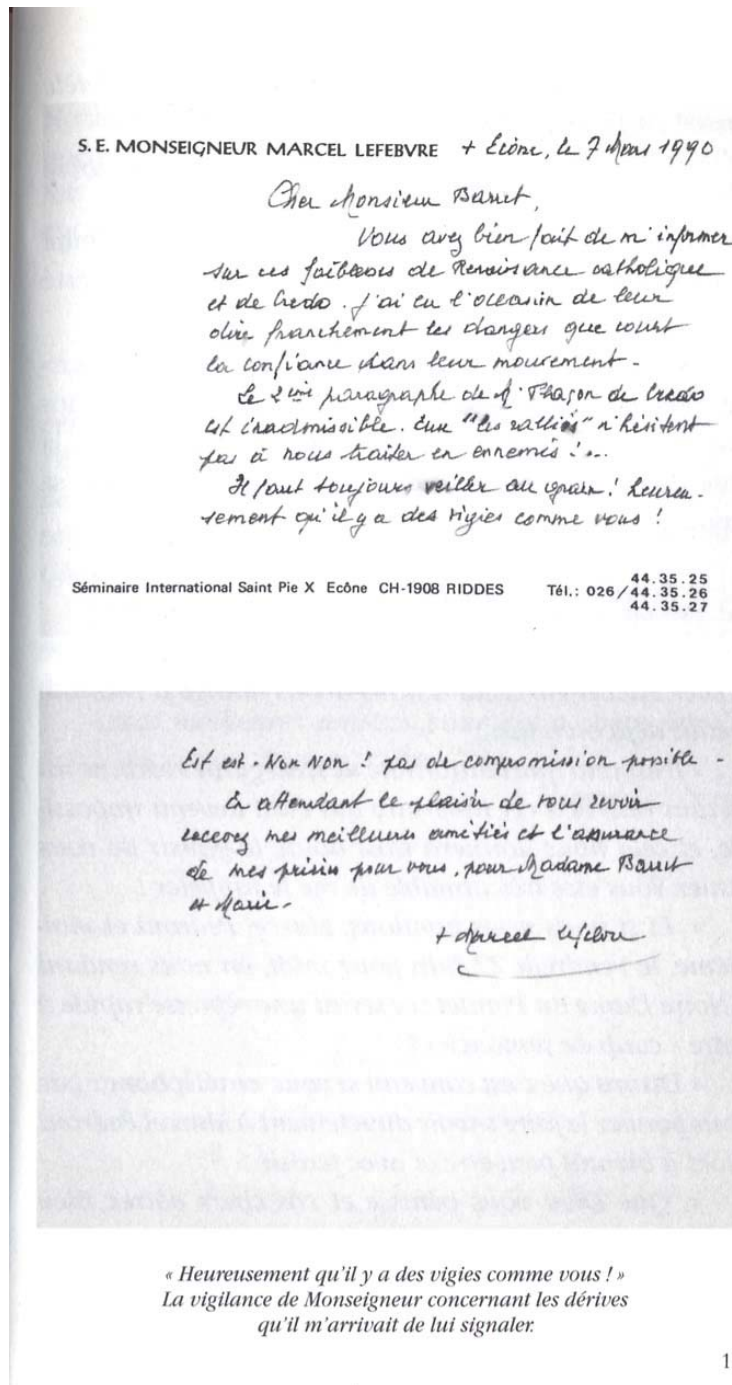 S. E. MONSEIGNEUR MARCEL LEFEBVRE + Ecône, le 7 Mars 1990
Cher Monsieur Barret,
Vous avez bien fait de m'informer
sur ces faiblesses de Renaissance catholique
et de Credo. J'ai eu l'occasion de leur
dire franchement les dangers que court
la confiance dans leur mouvement.
Le 2ème paragraphe de Mr de Credo
est inadmissible. Eux "les ralliés" n'hésitent
pas à nous traiter en ennemis !...
Il faut toujours veiller au grain ! heureu-
sement qu'il y a des vigies comme vous !
Séminaire International Saint Pie X Ecône CH-1908 RIDDES Tél.: 026/44.35.25
44.35.26
44.35.27
Est est. Non Non ! pas de compromission possible -
En attendant le plaisir de vous revoir
recevez mes meilleures amitiés et l'assurance
de mes prières pour vous, pour Madame Barret
et Marie.
+ Marcel Lefebvre
« Heureusement qu'il y a des vigies comme vous ! »
La vigilance de Monseigneur concernant les dérives
qu'il m'arrivait de lui signaler.
1